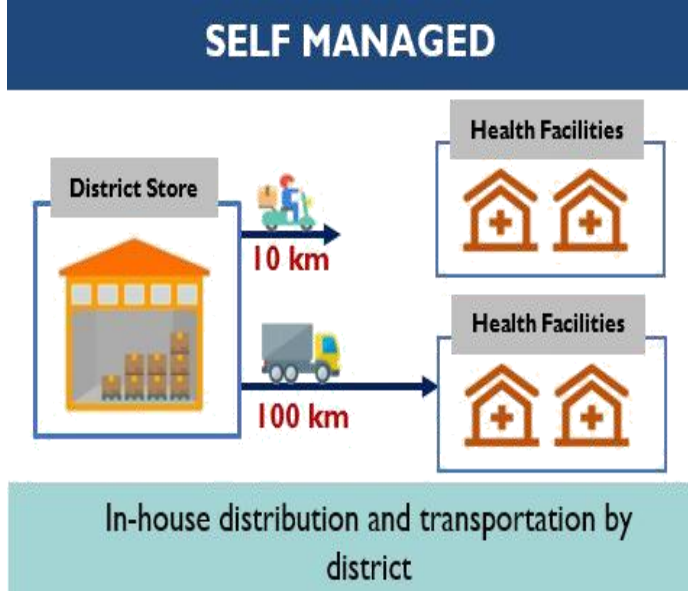 SELF MANAGED
Health Facilities
District Store
10 km
Health Facilities
100 km
In-house distribution and transportation by
district